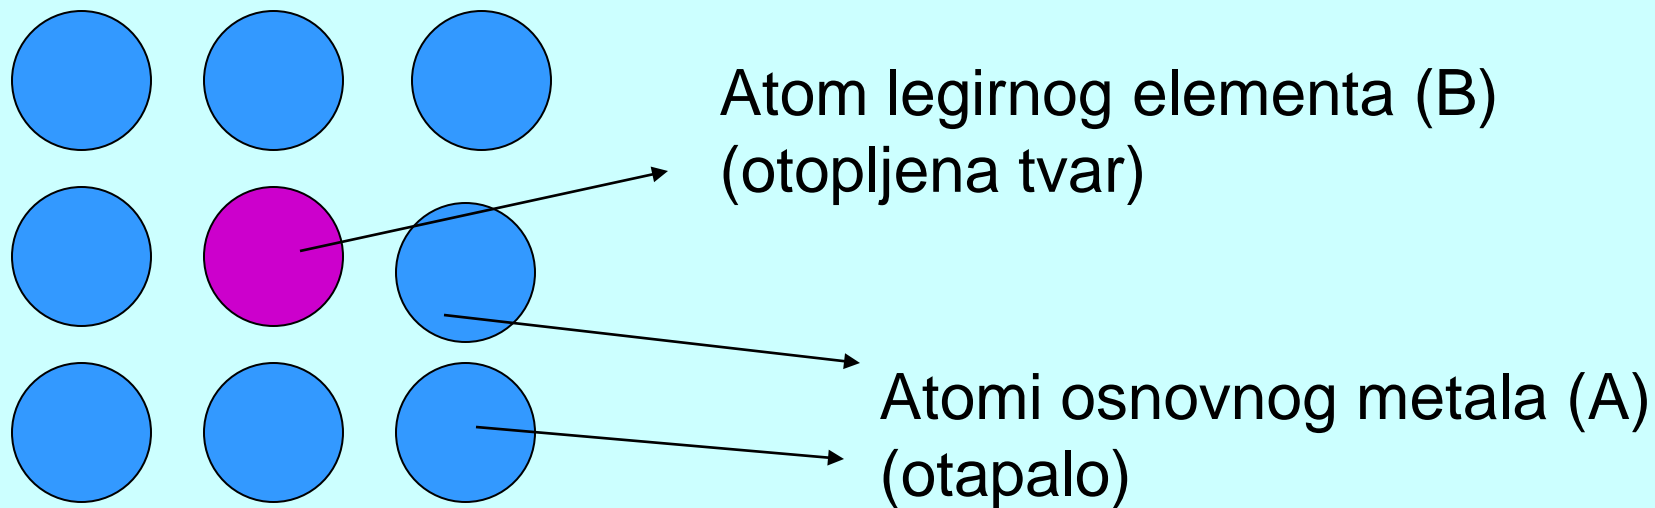 Atom legirnog elementa (B)
(otopljena tvar)
Atomi osnovnog metala (A)
(otapalo)